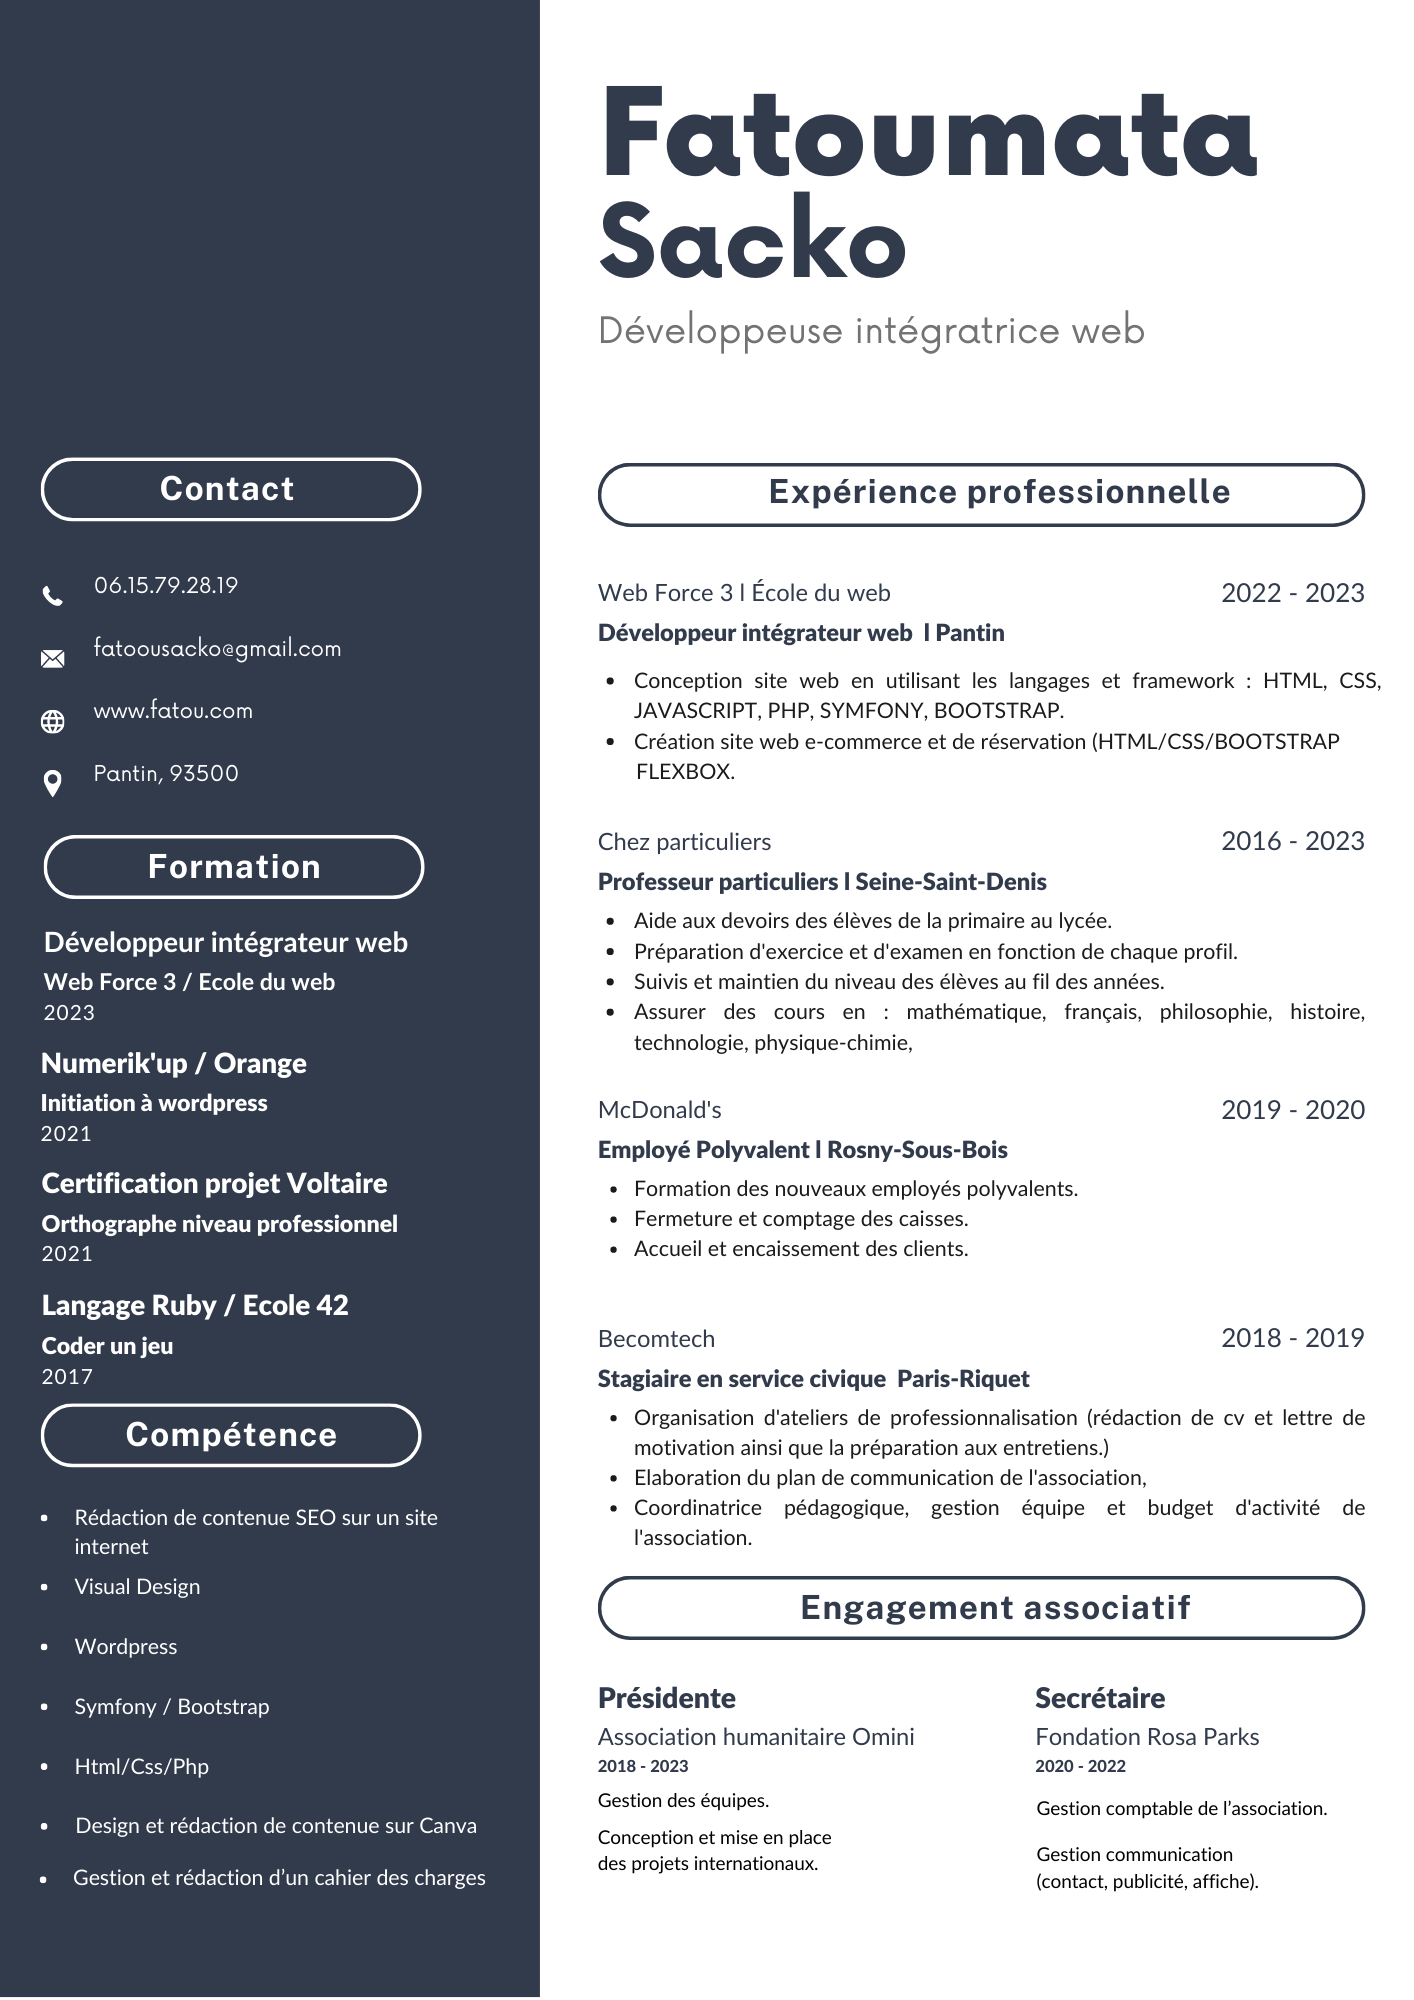 Fatoumata
Sacko
Développeuse intégratrice web
Contact
06.15.79.28.19
fatoousacko@gmail.com
www.fatou.com
Pantin, 93500
Formation
Développeur intégrateur web
Web Force 3 / Ecole du web
2023
Numerik'up / Orange
Initiation à wordpress
2021
Certification projet Voltaire
Orthographe niveau professionnel
2021
Langage Ruby / Ecole 42
Coder un jeu
2017
Compétence
• Rédaction de contenue SEO sur un site
internet
• Visual Design
• Wordpress
• Symfony / Bootstrap
• Html/Css/Php
• Design et rédaction de contenue sur Canva
• Gestion et rédaction d’un cahier des charges
Expérience professionnelle
Web Force 3 l École du web 2022 - 2023
Développeur intégrateur web l Pantin
• Conception site web en utilisant les langages et framework : HTML, CSS,
JAVASCRIPT, PHP, SYMFONY, BOOTSTRAP.
• Création site web e-commerce et de réservation (HTML/CSS/BOOTSTRAP
FLEXBOX.
Chez particuliers 2016 - 2023
Professeur particuliers l Seine-Saint-Denis
• Aide aux devoirs des élèves de la primaire au lycée.
• Préparation d'exercice et d'examen en fonction de chaque profil.
• Suivis et maintien du niveau des élèves au fil des années.
• Assurer des cours en : mathématique, français, philosophie, histoire,
technologie, physique-chimie,
McDonald's 2019 - 2020
Employé Polyvalent l Rosny-Sous-Bois
• Formation des nouveaux employés polyvalents.
• Fermeture et comptage des caisses.
• Accueil et encaissement des clients.
Becomtech 2018 - 2019
Stagiaire en service civique Paris-Riquet
• Organisation d'ateliers de professionnalisation (rédaction de cv et lettre de
motivation ainsi que la préparation aux entretiens.)
• Elaboration du plan de communication de l'association,
• Coordinatrice pédagogique, gestion équipe et budget d'activité de
l'association.
Engagement associatif
Présidente
Association humanitaire Omini
2018 - 2023
Gestion des équipes.
Conception et mise en place
des projets internationaux.
Secrétaire
Fondation Rosa Parks
2020 - 2022
Gestion comptable de l’association.
Gestion communication
(contact, publicité, affiche).